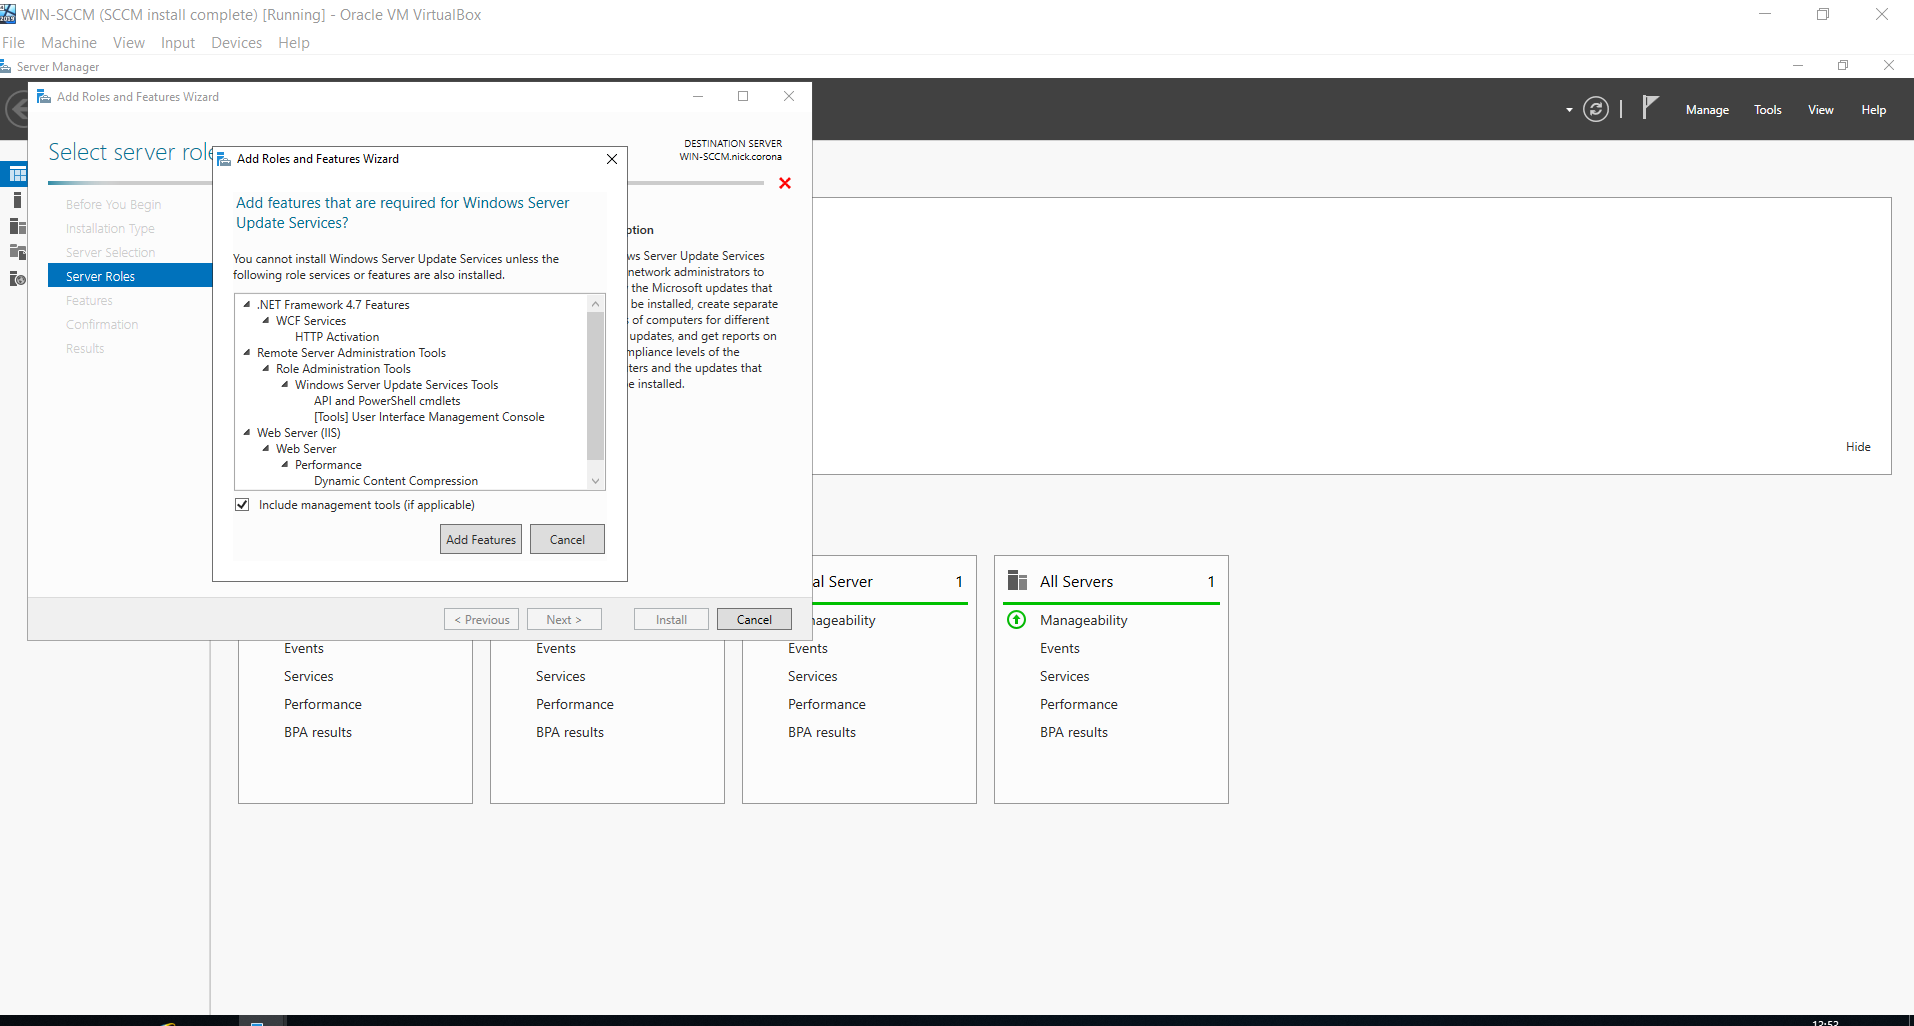 WIN-SCCM (SCCM install complete) [Running] - Oracle VM VirtualBox
File Machine View Input Devices Help
Server Manager
Add Roles and Features Wizard
Manage Tools View Help
Select server
DESTINATION SERVER
WIN-SCCM.nick.corona
Before You Begin
Installation Type
Server Selection
Server Roles
Features
Confirmation
Results
Add Roles and Features Wizard
Add features that are required for Windows Server
Update Services?
You cannot install Windows Server Update Services unless the
following role services or features are also installed.
.NET Framework 4.7 Features
WCF Services
HTTP Activation
Remote Server Administration Tools
Role Administration Tools
Windows Server Update Services Tools
API and PowerShell cmdlets
[Tools] User Interface Management Console
Web Server (IIS)
Web Server
Performance
Dynamic Content Compression
Include management tools (if applicable)
Add Features Cancel
ption
ws Server Update Services
network administrators to
the Microsoft updates that
be installed, create separate
s of computers for different
updates, and get reports on
mpliance levels of the
ters and the updates that
e installed.
< Previous Next > Install Cancel
Hide
al Server 1
nageability
Events
Services
Performance
BPA results
All Servers 1
Manageability
Events
Services
Performance
BPA results
Events
Services
Performance
BPA results
Events
Services
Performance
BPA results